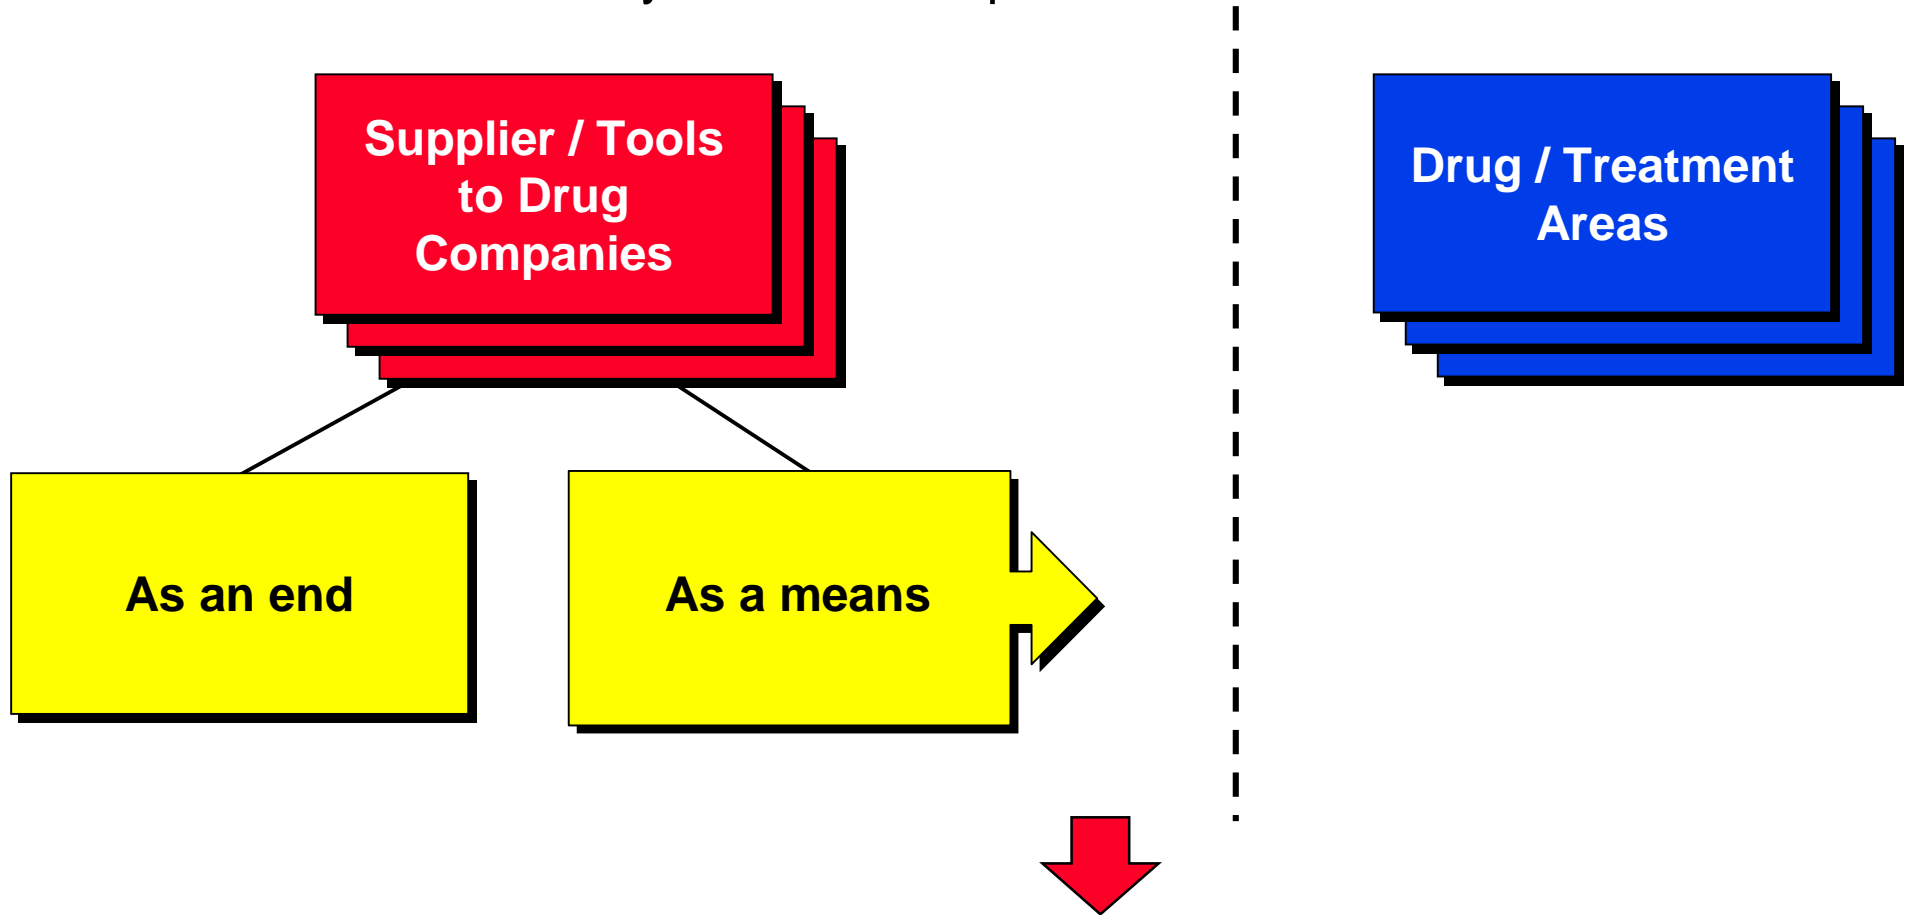 Supplier / Tools
to Drug
Companies
Drug / Treatment
Areas
As an end
As a means